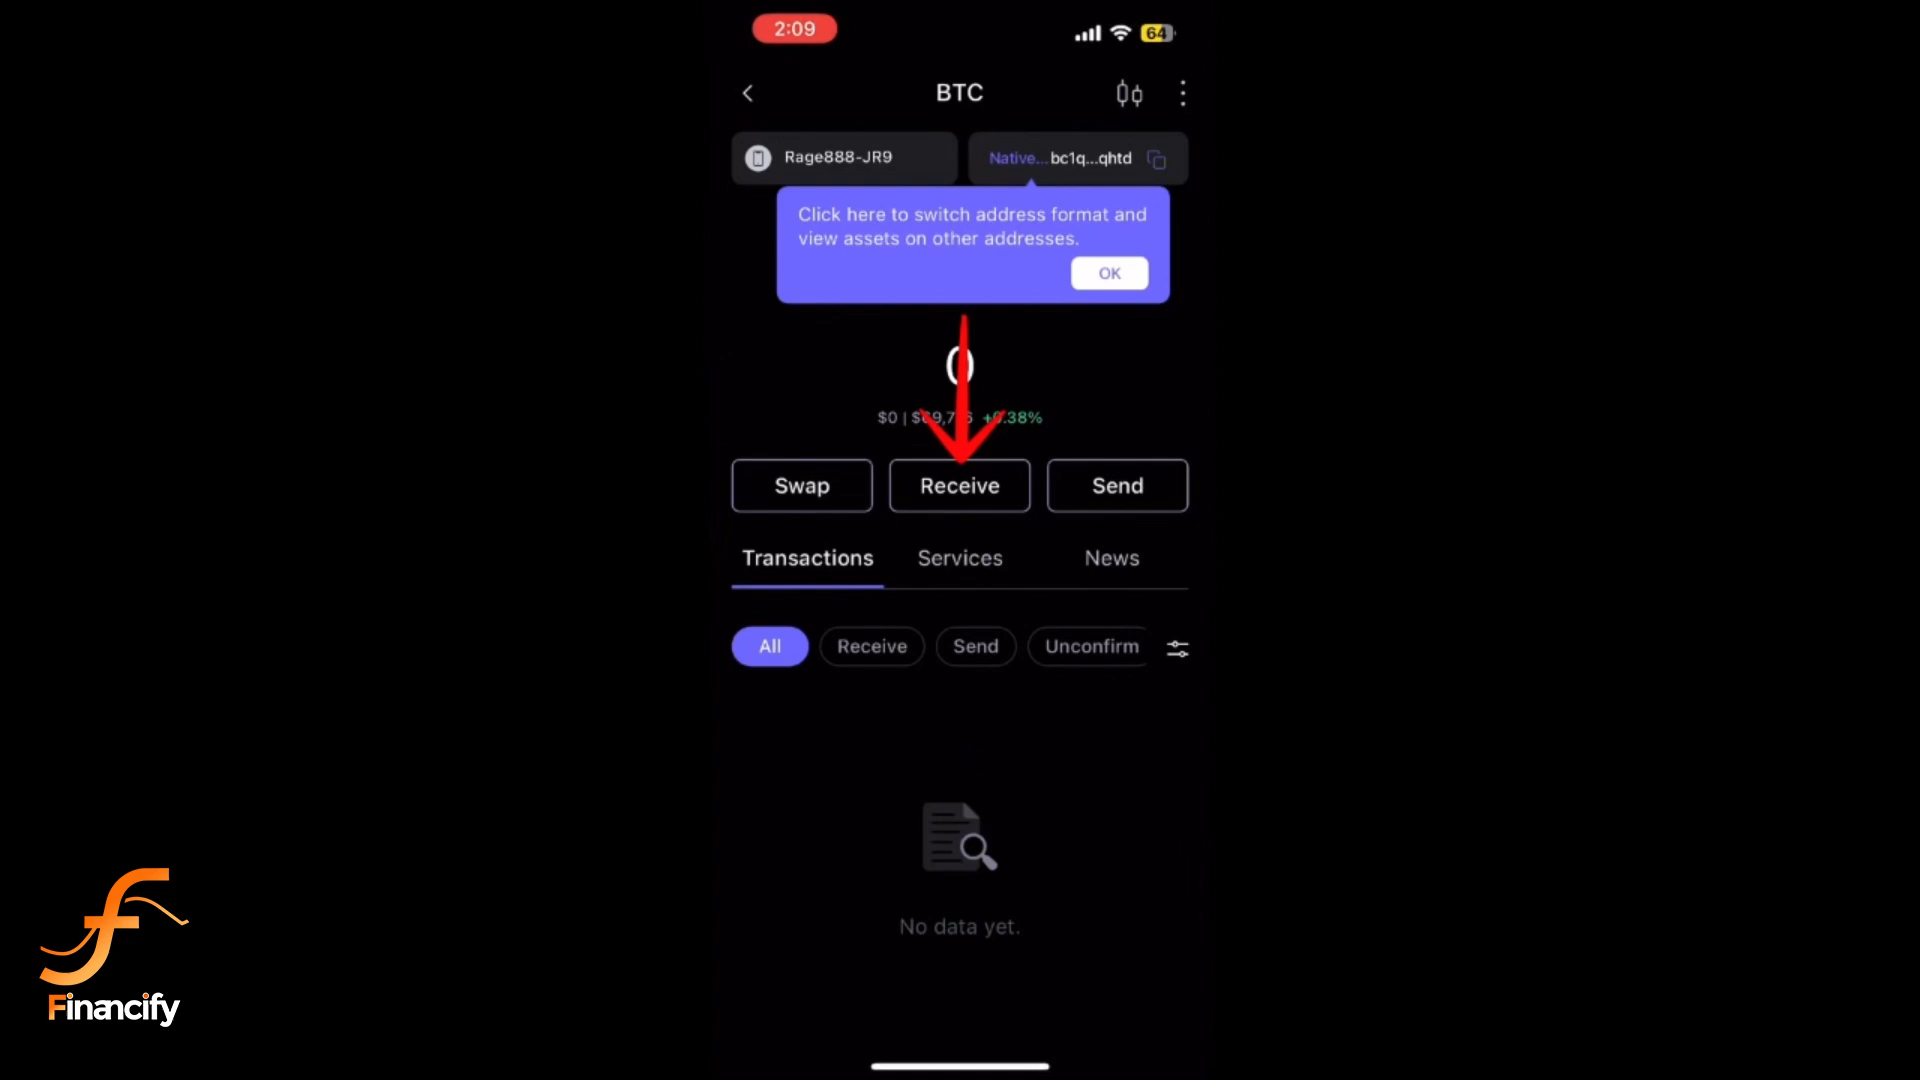 2:09
64
BTC
Rage888-JR9
Native... bc1q...qhtd
Click here to switch address format and
view assets on other addresses.
OK
0
$0 | +0.38%
Swap
Receive
Send
Transactions
Services
News
All
Receive
Send
Unconfirm
No data yet.
Financify